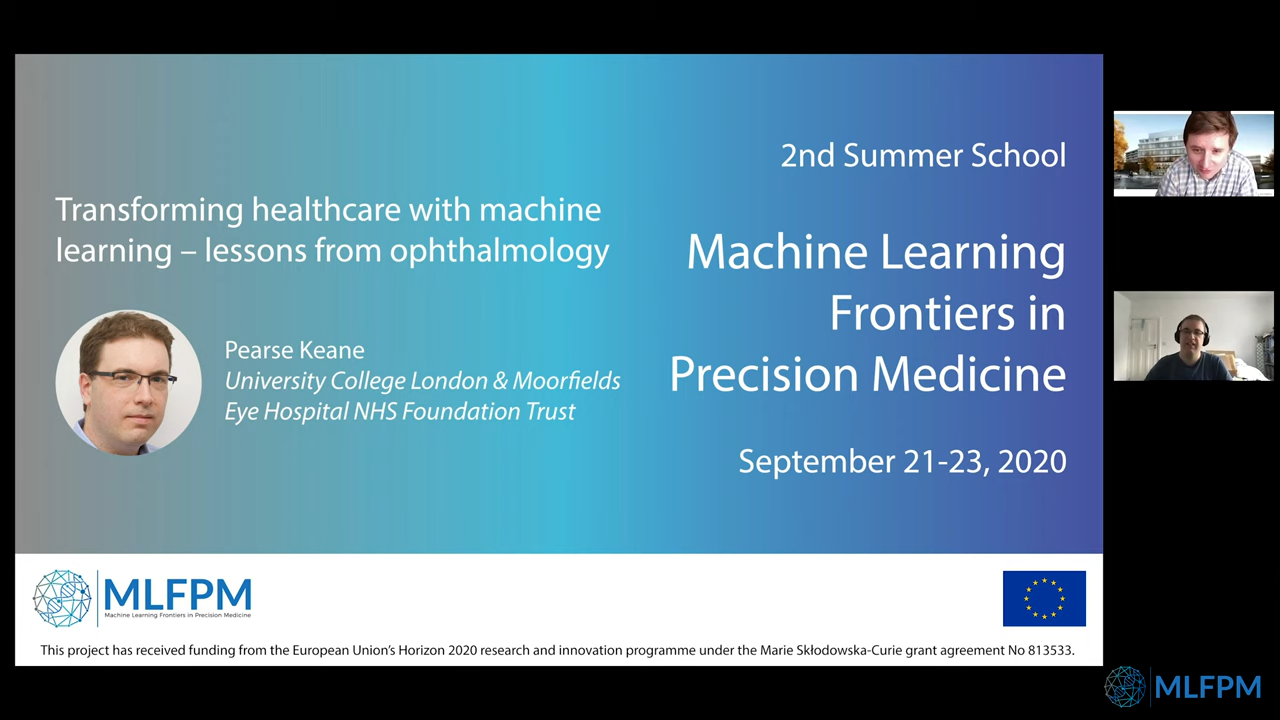 2nd Summer School
Transforming healthcare with machine
learning – lessons from ophthalmology
Machine Learning
Frontiers in
Precision Medicine
Pearse Keane
University College London & Moorfields
Eye Hospital NHS Foundation Trust
September 21-23, 2020
MLFPM
Machine Learning Frontiers in Precision Medicine
This project has received funding from the European Union's Horizon 2020 research and innovation programme under the Marie Skłodowska-Curie grant agreement No 813533.
MLFPM